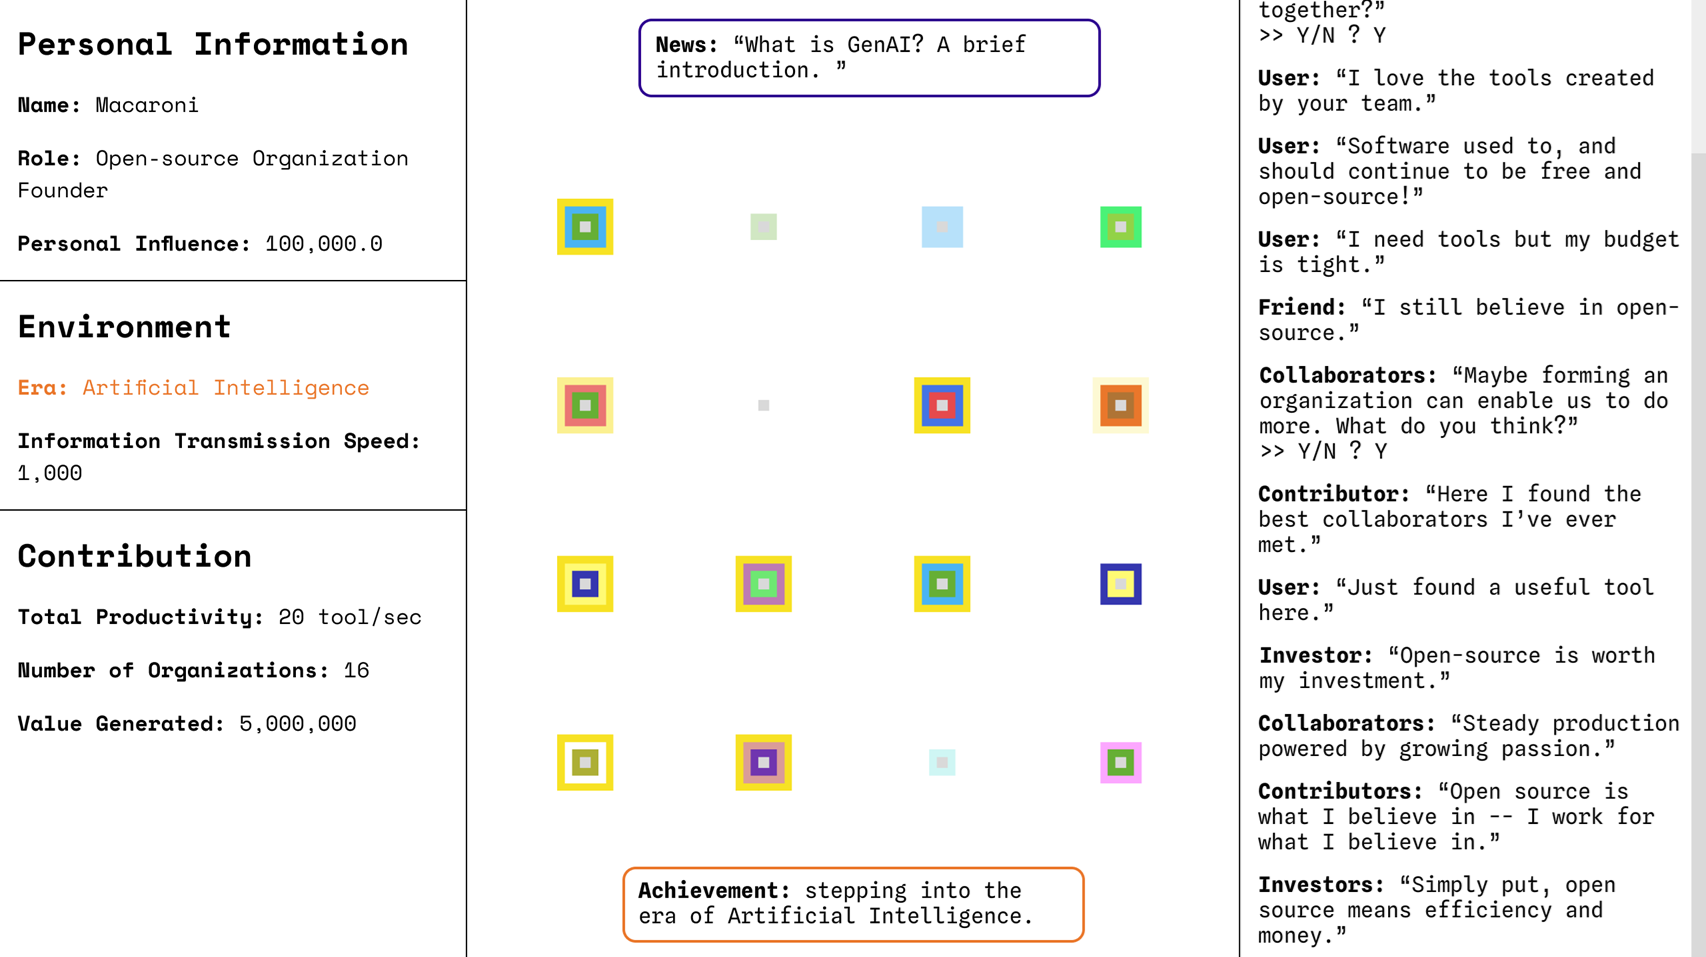 Personal Information
Name: Macaroni
Role: Open-source Organization
Founder
Personal Influence: 100,000.0
Environment
Era: Artificial Intelligence
Information Transmission Speed:
1,000
Contribution
Total Productivity: 20 tool/sec
Number of Organizations: 16
Value Generated: 5,000,000
News: “What is GenAI? A brief
introduction. ”
Achievement: stepping into the
era of Artificial Intelligence.
together?”
>> Y/N ? Y
User: “I love the tools created
by your team.”
User: “Software used to, and
should continue to be free and
open-source!”
User: “I need tools but my budget
is tight.”
Friend: “I still believe in open-
source.”
Collaborators: “Maybe forming an
organization can enable us to do
more. What do you think?”
>> Y/N ? Y
Contributor: “Here I found the
best collaborators I’ve ever
met.”
User: “Just found a useful tool
here.”
Investor: “Open-source is worth
my investment.”
Collaborators: “Steady production
powered by growing passion.”
Contributors: “Open source is
what I believe in -- I work for
what I believe in.”
Investors: “Simply put, open
source means efficiency and
money.”